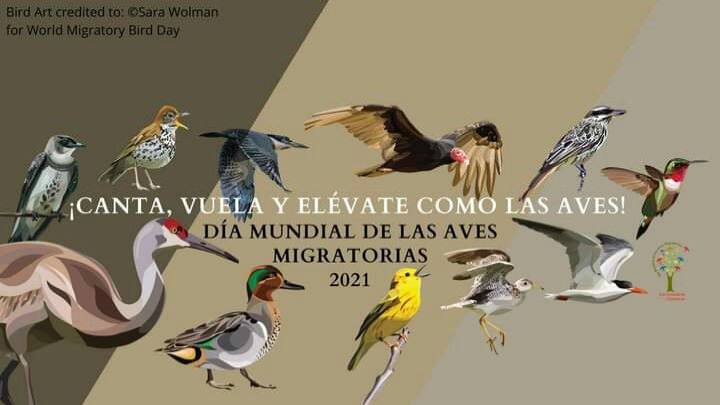 Bird Art credited to: ©Sara Wolman
for World Migratory Bird Day
¡CANTA, VUELA Y ELÉVATE COMO LAS AVES!
DÍA MUNDIAL DE LAS AVES
MIGRATORIAS
2021